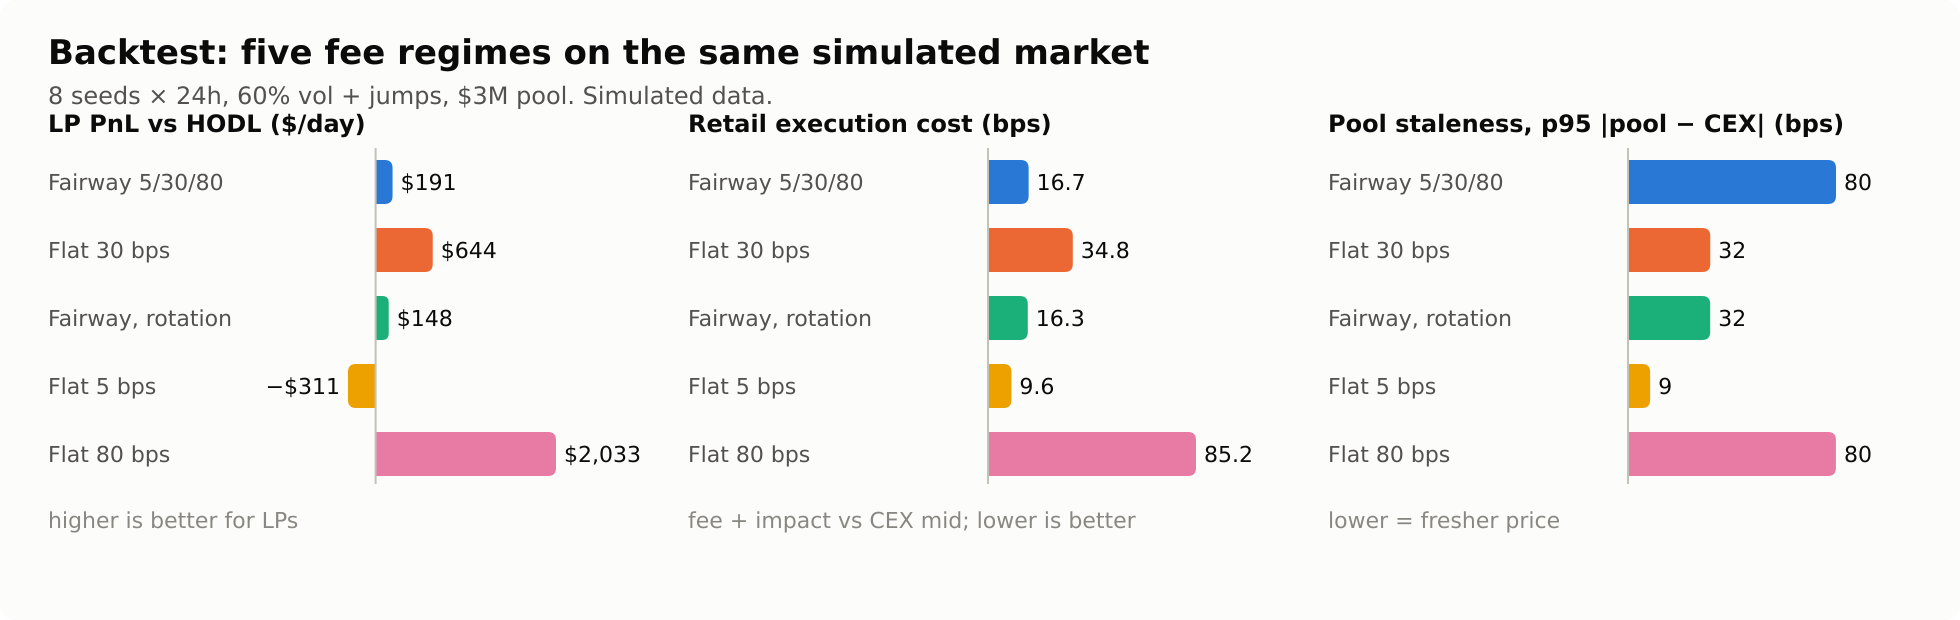 Backtest: five fee regimes on the same simulated market
8 seeds × 24h, 60% vol + jumps, $3M pool. Simulated data.
LP PnL vs HODL ($/day)
Fairway 5/30/80 $191
Flat 30 bps $644
Fairway, rotation $148
Flat 5 bps −$311
Flat 80 bps $2,033
higher is better for LPs
Retail execution cost (bps)
Fairway 5/30/80 16.7
Flat 30 bps 34.8
Fairway, rotation 16.3
Flat 5 bps 9.6
Flat 80 bps 85.2
fee + impact vs CEX mid; lower is better
Pool staleness, p95 |pool − CEX| (bps)
Fairway 5/30/80 80
Flat 30 bps 32
Fairway, rotation 32
Flat 5 bps 9
Flat 80 bps 80
lower = fresher price